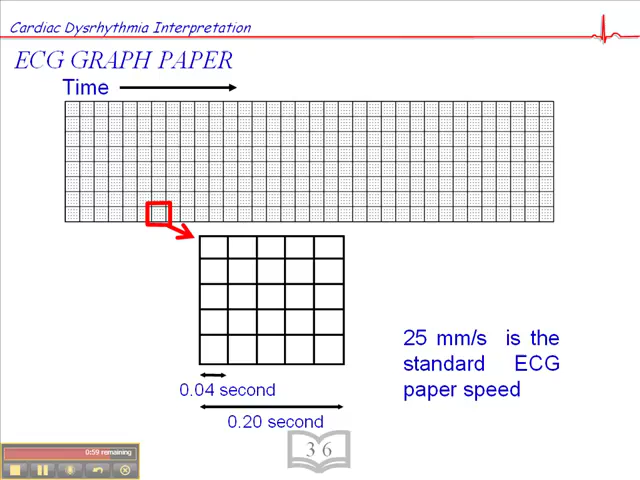 Cardiac Dysrhythmia Interpretation
ECG GRAPH PAPER
Time
25 mm/s is the
standard ECG
paper speed
0.04 second
0.20 second
36
0:59 remaining